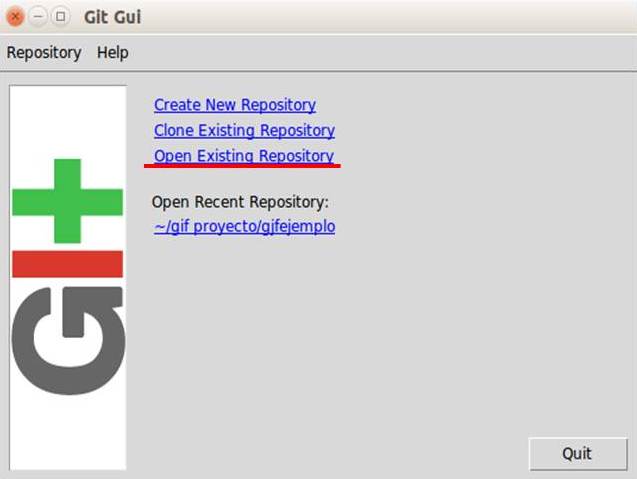 Git Gui
Repository Help
Create New Repository
Clone Existing Repository
Open Existing Repository
Open Recent Repository:
~/gif proyecto/gjfejemplo
GIt
Quit